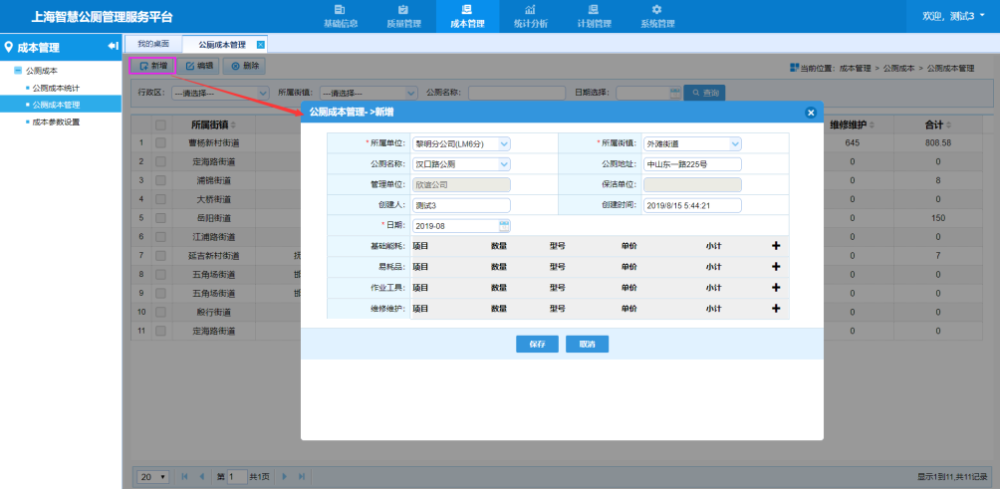 上海智慧公厕管理服务平台
基础信息 质量管理 成本管理 统计分析 计划管理 系统管理
欢迎, 测试3
成本管理
我的桌面 公厕成本管理
公厕成本
公厕成本统计
公厕成本管理
成本参数设置
新增 编辑 删除
当前位置: 成本管理 > 公厕成本 > 公厕成本管理
行政区: ---请选择--- 所属街镇: ---请选择--- 公厕名称: 日期选择: 查询
所属街镇 维修维护 合计
1 曹杨新村街道 645 808.58
2 定海路街道 0 0
3 浦锦街道 0 8
4 大桥街道 0 0
5 岳阳街道 0 150
6 江浦路街道 0 0
7 延吉新村街道 0 7
8 五角场街道 0 0
9 五角场街道 0 0
10 殷行街道 0 0
11 定海路街道 0 0
公厕成本管理- >新增
*所属单位: 黎明分公司(LM6分) *所属街镇: 外滩街道
公厕名称: 汉口路公厕 公厕地址: 中山东一路225号
管理单位: 欣谊公司 保洁单位:
创建人: 测试3 创建时间: 2019/8/15 5:44:21
*日期: 2019-08
基础能耗: 项目 数量 型号 单价 小计
易耗品: 项目 数量 型号 单价 小计
作业工具: 项目 数量 型号 单价 小计
维修维护: 项目 数量 型号 单价 小计
保存 取消
20 第 1 共1页
显示1到11,共11记录